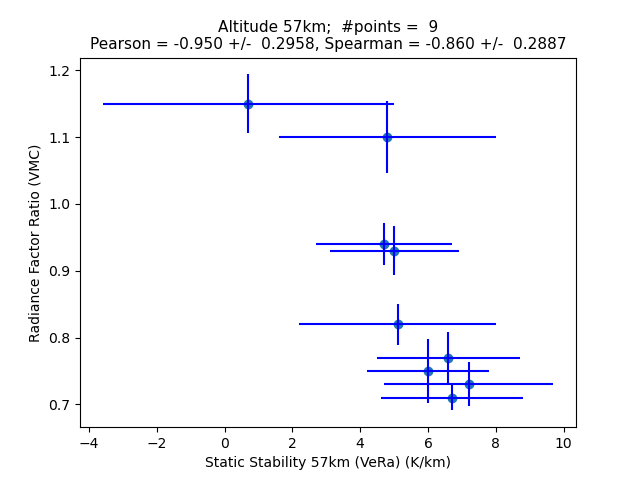 Altitude 57km;  #points =  9
Pearson = -0.950 +/-  0.2958, Spearman = -0.860 +/-  0.2887
1.2
1.1
1.0
0.9
0.8
0.7
Radiance Factor Ratio (VMC)
−4 −2 0 2 4 6 8 10
Static Stability 57km (VeRa) (K/km)